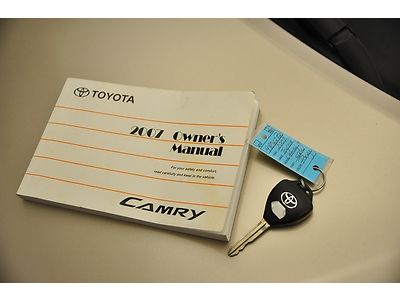 TOYOTA
2007 Owner's
Manual
For your safety and comfort,
read carefully and keep in the vehicle.
CAMRY